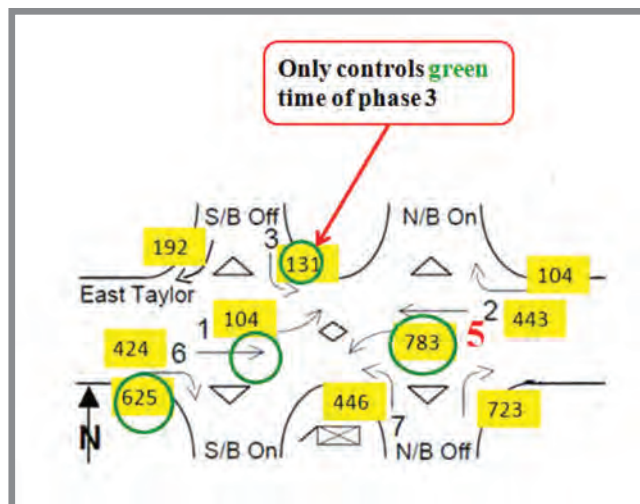 Only controls green
time of phase 3
S/B Off
N/B On
3
192
131
104
East Taylor
1
104
2
443
424
6
783
5
625
446
723
7
N
S/B On
N/B Off